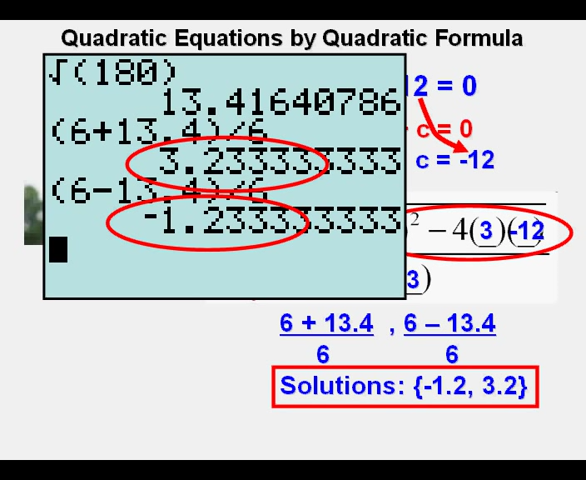 Quadratic Equations by Quadratic Formula
√(180)
13.41640786
(6+13.4)/6
3.233333333
(6-13.4)/6
-1.233333333
12 = 0
c = 0
c = -12
)² − 4(3)(-12)
3)
6 + 13.4 , 6 – 13.4
6 6
Solutions: {-1.2, 3.2}